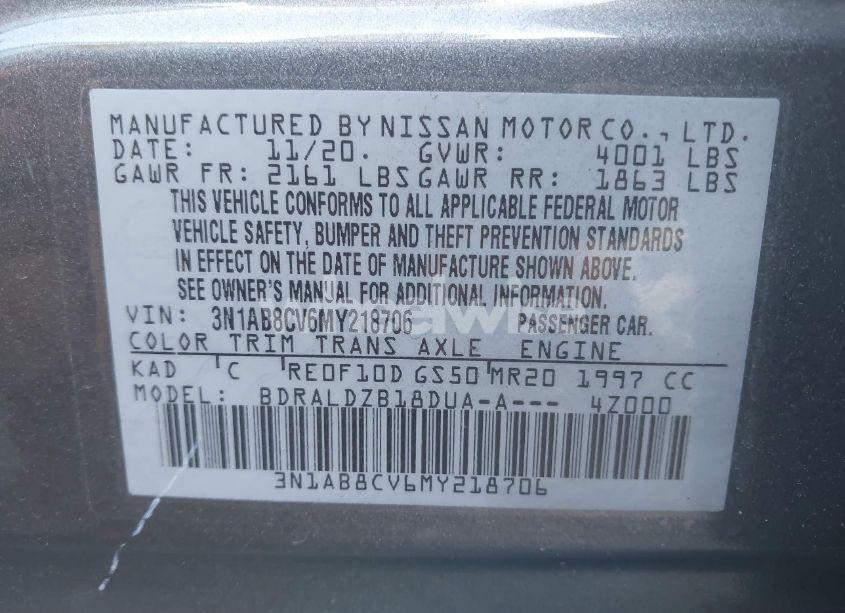 MANUFACTURED BY NISSAN MOTOR CO., LTD.
DATE: 11/20. GVWR: 4001 LBS
GAWR FR: 2161 LBS GAWR RR: 1863 LBS
THIS VEHICLE CONFORMS TO ALL APPLICABLE FEDERAL MOTOR
VEHICLE SAFETY, BUMPER AND THEFT PREVENTION STANDARDS
IN EFFECT ON THE DATE OF MANUFACTURE SHOWN ABOVE.
SEE OWNER'S MANUAL FOR ADDITIONAL INFORMATION.
VIN: 3N1AB8CV6MY218706 PASSENGER CAR.
COLOR TRIM TRANS AXLE ENGINE
KAD C RE0F10D GS50 MR20 1997 CC
MODEL: BDRALDZB18DUA-A--- 4Z000
3N1AB8CV6MY218706